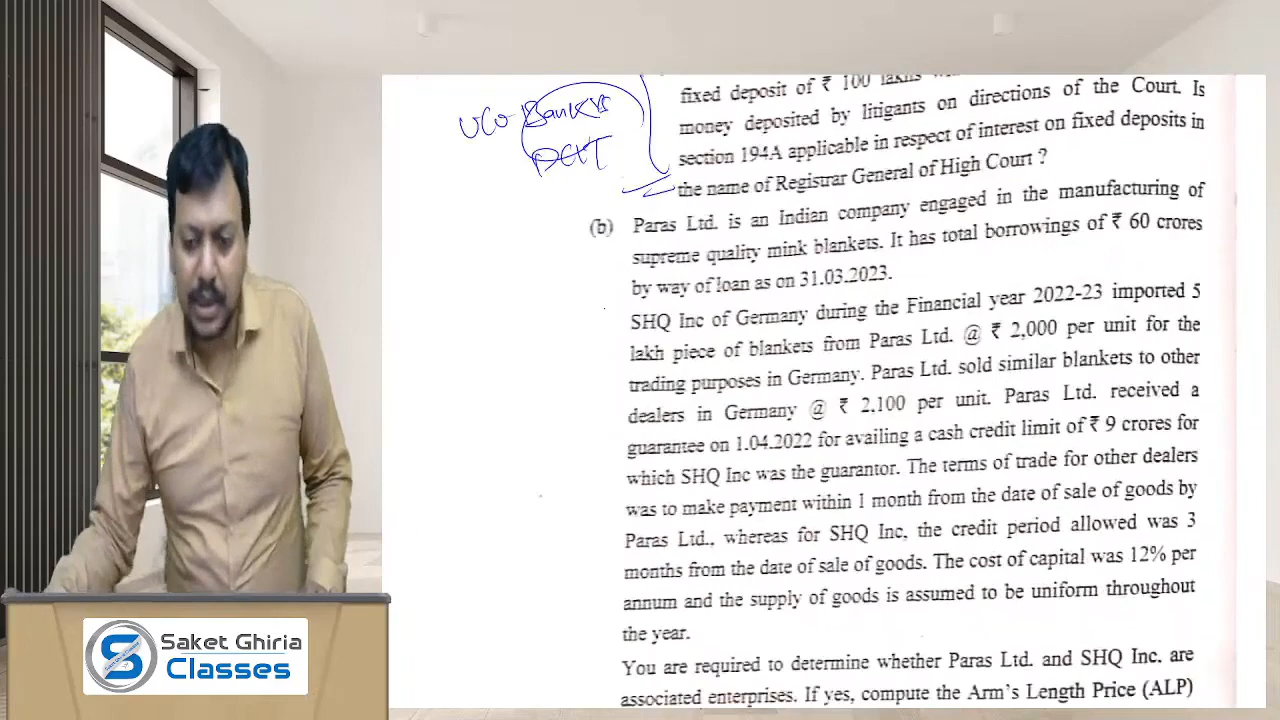 fixed deposit of ₹ 100 lakhs
money deposited by litigants on directions of the Court. Is
section 194A applicable in respect of interest on fixed deposits in
the name of Registrar General of High Court ?
UCO-Bank vs
DCIT
(b) Paras Ltd. is an Indian company engaged in the manufacturing of
supreme quality mink blankets. It has total borrowings of ₹ 60 crores
by way of loan as on 31.03.2023.
SHQ Inc of Germany during the Financial year 2022-23 imported 5
lakh piece of blankets from Paras Ltd. @ ₹ 2,000 per unit for the
trading purposes in Germany. Paras Ltd. sold similar blankets to other
dealers in Germany @ ₹ 2,100 per unit. Paras Ltd. received a
guarantee on 1.04.2022 for availing a cash credit limit of ₹ 9 crores for
which SHQ Inc was the guarantor. The terms of trade for other dealers
was to make payment within 1 month from the date of sale of goods by
Paras Ltd., whereas for SHQ Inc, the credit period allowed was 3
months from the date of sale of goods. The cost of capital was 12% per
annum and the supply of goods is assumed to be uniform throughout
the year.
You are required to determine whether Paras Ltd. and SHQ Inc. are
associated enterprises. If yes, compute the Arm's Length Price (ALP)
Saket Ghiria
Classes